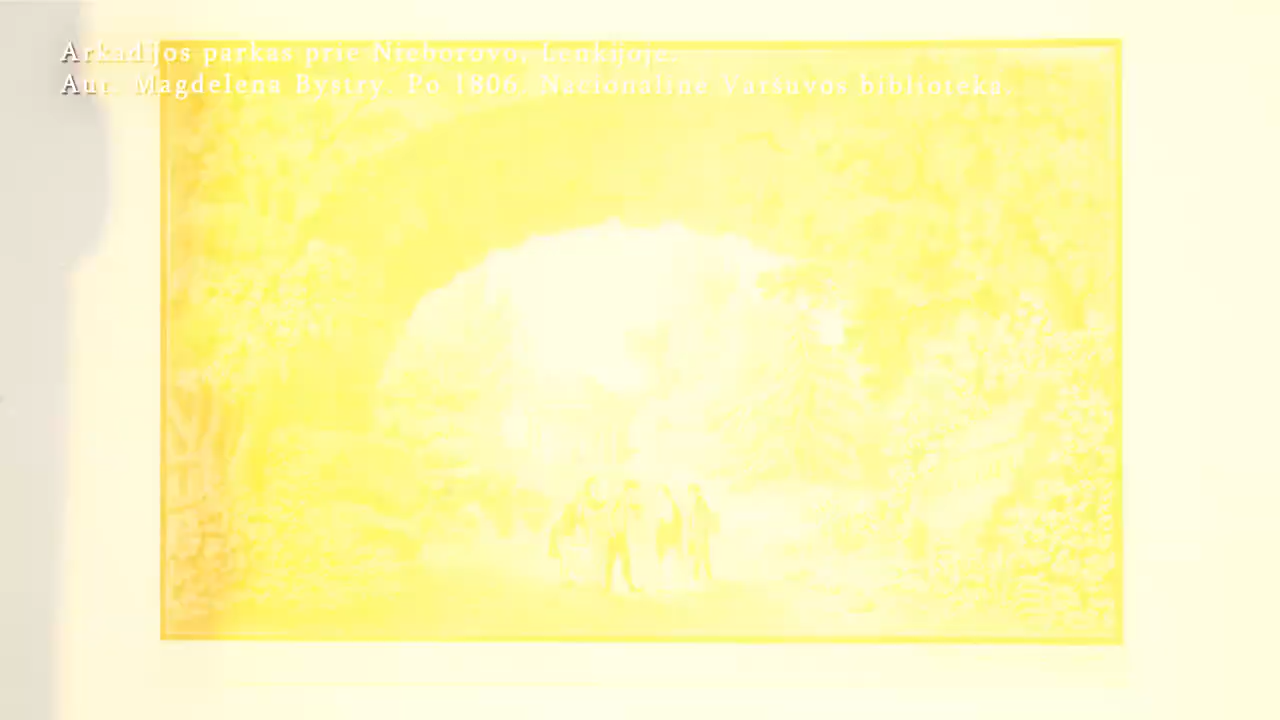 Arkadijos parkas prie Nieborovo, Lenkijoje.
Aut. Magdelena Bystry. Po 1806. Nacionalinė Varšuvos biblioteka.